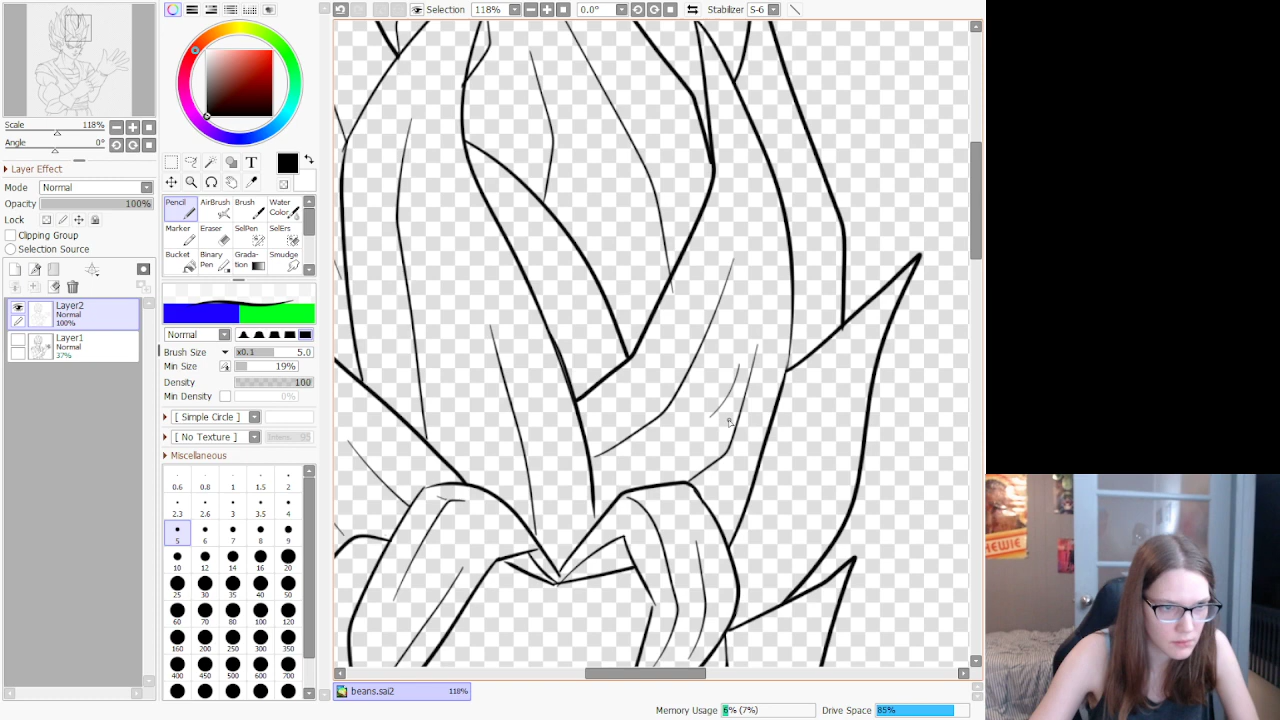 Selection 118% 0.0° Stabilizer S-6
Scale 118%
Angle 0°
Layer Effect
Mode Normal
Opacity 100%
Lock
Clipping Group
Selection Source
Layer2
Normal
100%
Layer1
Normal
37%
T
Pencil AirBrush Brush Water Color
Marker Eraser SelPen SelErs
Bucket Binary Pen Grada-tion Smudge
Normal
Brush Size x0.1 5.0
Min Size 19%
Density 100
Min Density 0%
[ Simple Circle ]
[ No Texture ] Intens. 95
Miscellaneous
0.6 0.8 1 1.5 2
2.3 2.6 3 3.5 4
5 6 7 8 9
10 12 14 16 20
25 30 35 40 50
60 70 80 100 120
160 200 250 300 350
400 450 500 600 700
beans.sai2 118%
Memory Usage 6% (7%) Drive Space 85%
HEWIE